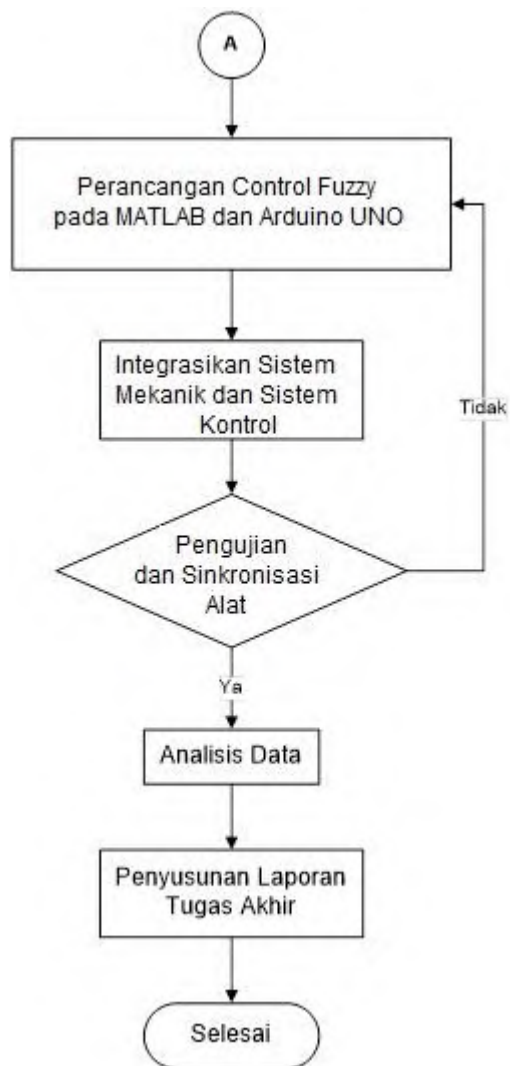 A
Perancangan Control Fuzzy
pada MATLAB dan Arduino UNO
Integrasikan Sistem
Mekanik dan Sistem
Kontrol
Tidak
Pengujian
dan Sinkronisasi
Alat
Ya
Analisis Data
Penyusunan Laporan
Tugas Akhir
Selesai